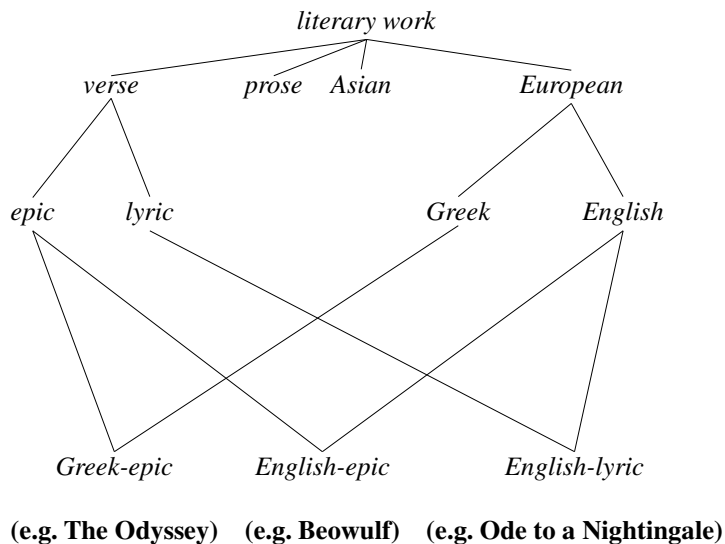 literary work
verse prose Asian European
epic lyric Greek English
Greek-epic English-epic English-lyric
(e.g. The Odyssey) (e.g. Beowulf) (e.g. Ode to a Nightingale)